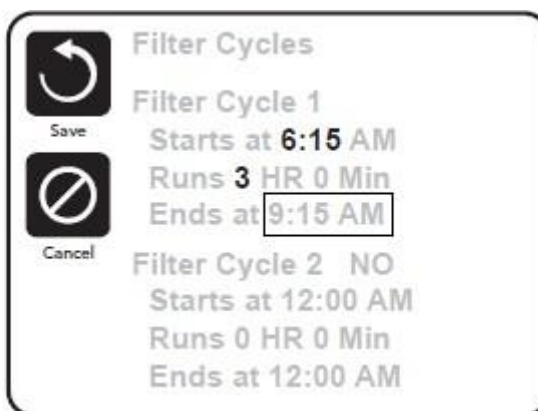 Filter Cycles
Save
Filter Cycle 1
Starts at 6:15 AM
Runs 3 HR 0 Min
Ends at 9:15 AM
Cancel
Filter Cycle 2 NO
Starts at 12:00 AM
Runs 0 HR 0 Min
Ends at 12:00 AM